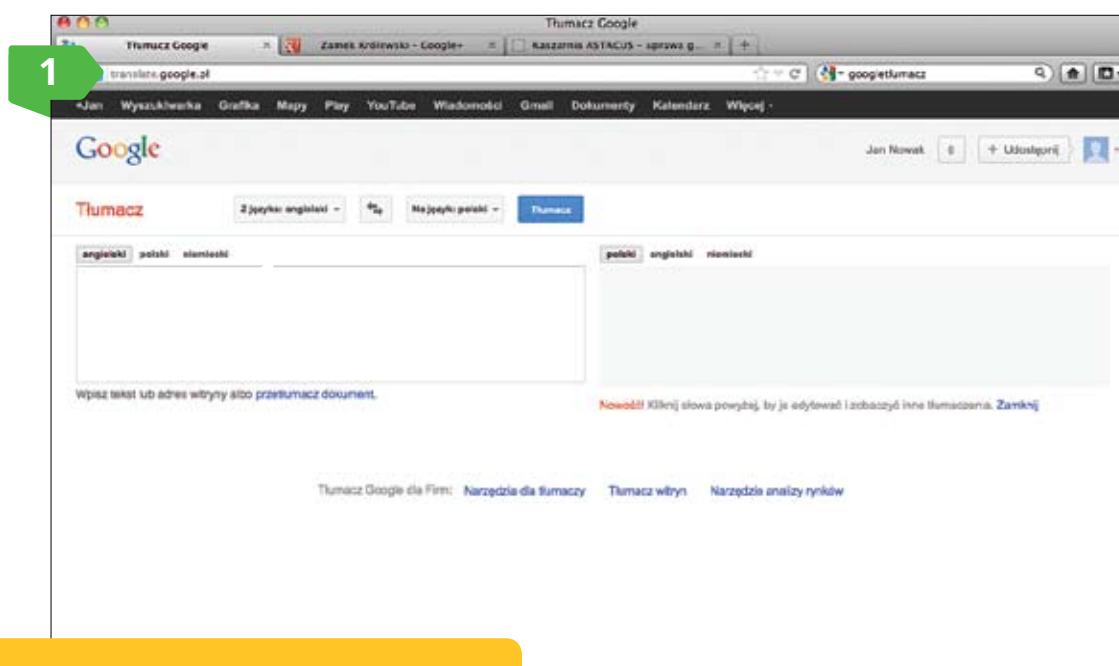 Tłumacz Google
Tłumacz Google Zamek Królewski - Google+ Kaszarnia ASTACUS - sprawa g...
1
translate.google.pl googletłumacz
+Jan Wyszukiwarka Grafika Mapy Play YouTube Wiadomości Gmail Dokumenty Kalendarz Więcej
Google Jan Nowak 0 + Udostępnij
Tłumacz Z języka: angielski Na język: polski Tłumacz
angielski polski niemiecki polski angielski niemiecki
Wpisz tekst lub adres witryny albo przetłumacz dokument.
Nowość! Kliknij słowa powyżej, by je edytować i zobaczyć inne tłumaczenia. Zamknij
Tłumacz Google dla Firm: Narzędzia dla tłumaczy Tłumacz witryn Narzędzie analizy rynków